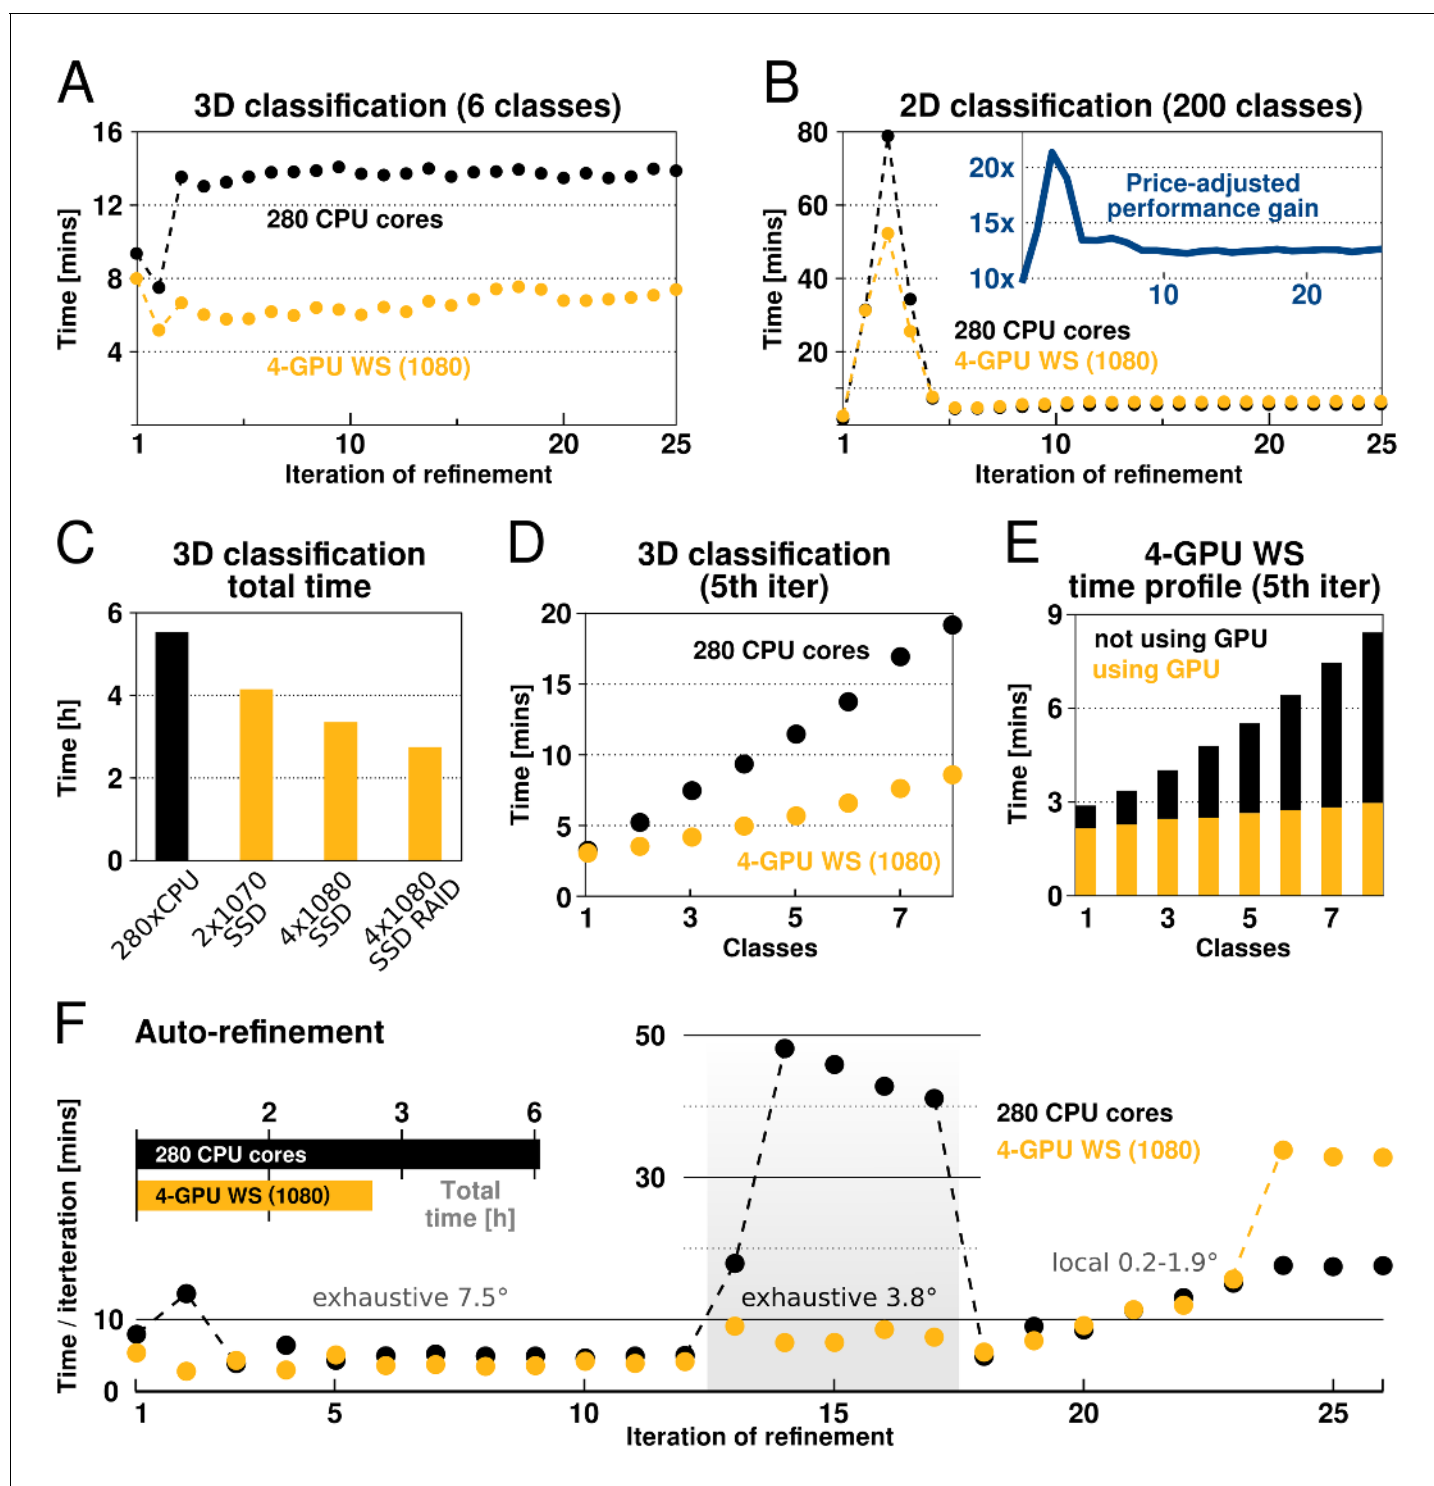 A
3D classification (6 classes)
16
12
8
4
Time [mins]
280 CPU cores
4-GPU WS (1080)
1
10
20
25
Iteration of refinement
B
2D classification (200 classes)
80
60
40
20
Time [mins]
20x
15x
10x
Price-adjusted
performance gain
10
20
280 CPU cores
4-GPU WS (1080)
1
10
20
25
Iteration of refinement
C
3D classification
total time
6
4
2
0
Time [h]
280xCPU
2x1070
SSD
4x1080
SSD
4x1080
SSD RAID
D
3D classification
(5th iter)
20
15
10
5
0
Time [mins]
280 CPU cores
4-GPU WS (1080)
1
3
5
7
Classes
E
4-GPU WS
time profile (5th iter)
9
6
3
0
Time [mins]
not using GPU
using GPU
1
3
5
7
Classes
F
Auto-refinement
2
3
6
280 CPU cores
4-GPU WS (1080)
Total
time [h]
50
30
10
0
Time / iterteration [mins]
280 CPU cores
4-GPU WS (1080)
exhaustive 7.5°
exhaustive 3.8°
local 0.2-1.9°
1
5
10
15
20
25
Iteration of refinement